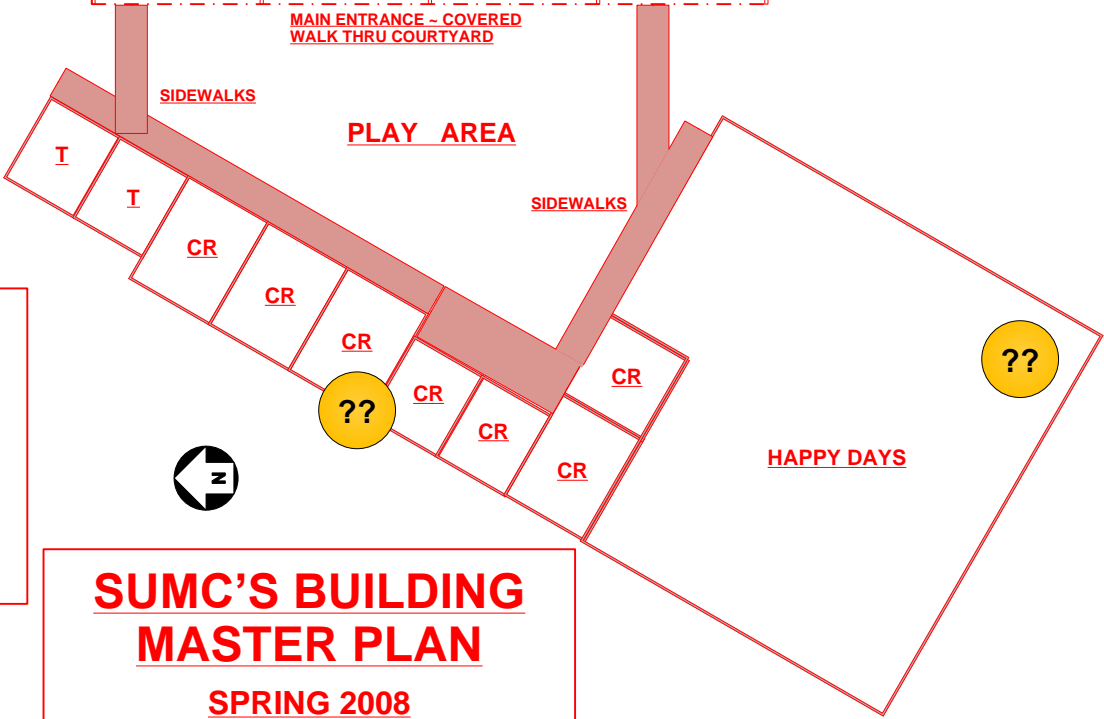 MAIN ENTRANCE ~ COVERED
WALK THRU COURTYARD
SIDEWALKS
PLAY AREA
T
T
SIDEWALKS
CR
CR
CR
CR
CR
CR
CR
??
??
HAPPY DAYS
N
SUMC'S BUILDING
MASTER PLAN
SPRING 2008